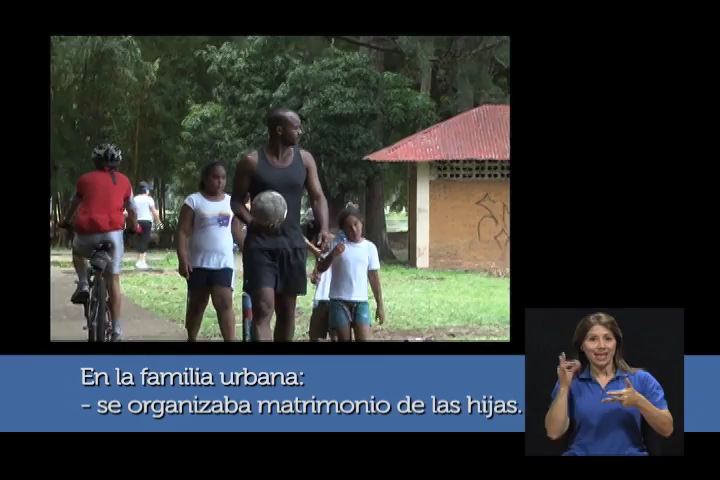 En la familia urbana:
- se organizaba matrimonio de las hijas.